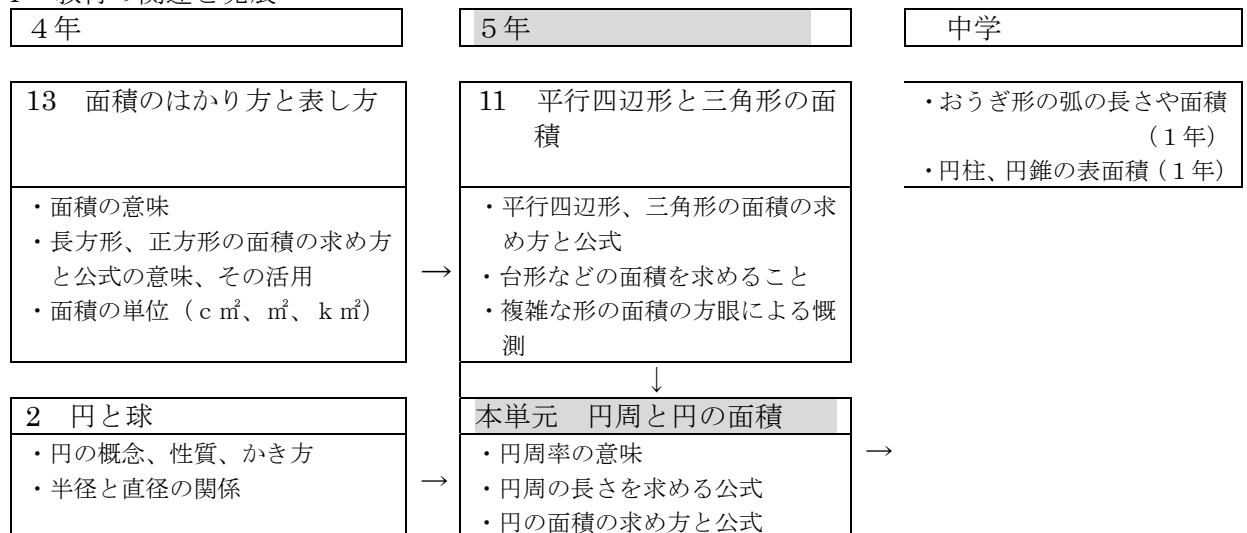 4年
5年
中学
13　面積のはかり方と表し方
・面積の意味
・長方形、正方形の面積の求め方
と公式の意味、その活用
・面積の単位（ｃ㎡、㎡、ｋ㎡）
→
11　平行四辺形と三角形の面
積
・平行四辺形、三角形の面積の求
め方と公式
・台形などの面積を求めること
・複雑な形の面積の方眼による慨
測
・おうぎ形の弧の長さや面積
（１年）
・円柱、円錐の表面積（１年）
↓
2　円と球
・円の概念、性質、かき方
・半径と直径の関係
→
本単元　円周と円の面積
・円周率の意味
・円周の長さを求める公式
・円の面積の求め方と公式
→